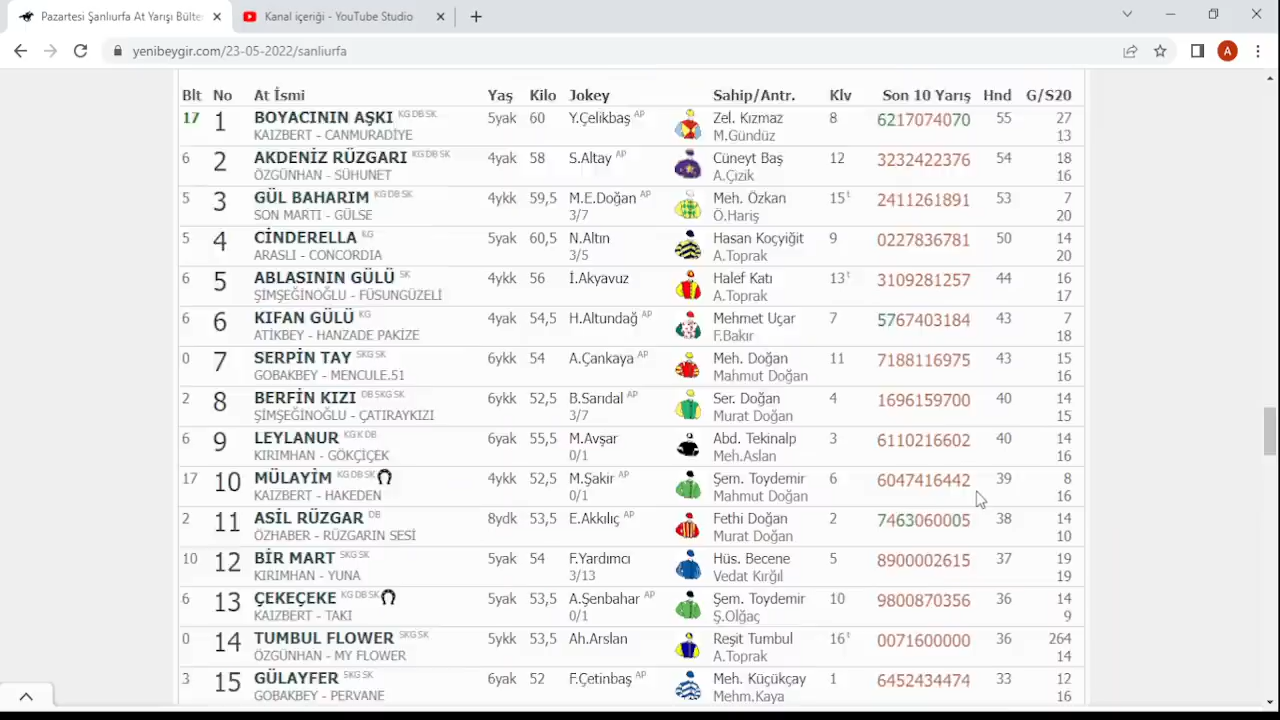 Pazartesi Şanlıurfa At Yarışı Bülte
Kanal içeriği - YouTube Studio
yenibeygir.com/23-05-2022/sanliurfa
A
Blt No At İsmi Yaş Kilo Jokey Sahip/Antr. Klv Son 10 Yarış Hnd G/S20
17 1 BOYACININ AŞKI KG DB SK 5yak 60 Y.Çelikbaş AP Zel. Kızmaz 8 6217074070 55 27
KAIZBERT - CANMURADİYE M.Gündüz 13
6 2 AKDENİZ RÜZGARI KG DB SK 4yak 58 S.Altay AP Cüneyt Baş 12 3232422376 54 18
ÖZGÜNHAN - SÜHUNET A.Çızık 16
5 3 GÜL BAHARIM KG DB SK 4ykk 59,5 M.E.Doğan AP Meh. Özkan 15t 2411261891 53 7
SON MARTI - GÜLSE 3/7 Ö.Hariş 20
5 4 CİNDERELLA KG 5yak 60,5 N.Altın Hasan Koçyiğit 9 0227836781 50 14
ARASLI - CONCORDIA 3/5 A.Toprak 20
6 5 ABLASININ GÜLÜ SK 4ykk 56 İ.Akyavuz Halef Katı 13t 3109281257 44 16
ŞİMŞEĞİNOĞLU - FÜSUNGÜZELİ A.Toprak 17
6 6 KIFAN GÜLÜ KG 4yak 54,5 H.Altundağ AP Mehmet Uçar 7 5767403184 43 7
ATİKBEY - HANZADE PAKİZE F.Bakır 18
0 7 SERPİN TAY SKG SK 6ykk 54 A.Çankaya AP Meh. Doğan 11 7188116975 43 15
GOBAKBEY - MENCULE.51 Mahmut Doğan 16
2 8 BERFİN KIZI DB SKG SK 6ykk 52,5 B.Sarıdal AP Ser. Doğan 4 1696159700 40 14
ŞİMŞEĞİNOĞLU - ÇATIRAYKIZI 3/7 Murat Doğan 15
6 9 LEYLANUR KG K DB 6yak 55,5 M.Avşar Abd. Tekinalp 3 6110216602 40 14
KIRIMHAN - GÖKÇİÇEK 0/1 Meh.Aslan 16
17 10 MÜLAYİM KG DB SK 4ykk 52,5 M.Şakir AP Şem. Toydemir 6 6047416442 39 8
KAIZBERT - HAKEDEN 0/1 Mahmut Doğan 16
2 11 ASİL RÜZGAR DB 8ydk 53,5 E.Akkılıç AP Fethi Doğan 2 7463060005 38 14
ÖZHABER - RÜZGARIN SESİ Murat Doğan 10
10 12 BİR MART SKG SK 5yak 54 F.Yardımcı Hüs. Becene 5 8900002615 37 19
KIRIMHAN - YUNA 3/13 Vedat Kırğıl 19
6 13 ÇEKEÇEKE KG DB SK 5yak 53,5 A.Şenbahar AP Şem. Toydemir 10 9800870356 36 14
KAIZBERT - TAKI 0/1 Ş.Olğaç 9
0 14 TUMBUL FLOWER SKG SK 5ykk 53,5 Ah.Arslan Reşit Tumbul 16t 0071600000 36 264
ÖZGÜNHAN - MY FLOWER A.Toprak 14
3 15 GÜLAYFER SKG SK 6yak 52 F.Çetinbaş AP Meh. Küçükçay 1 6452434474 33 12
GOBAKBEY - PERVANE Mehm.Kaya 16